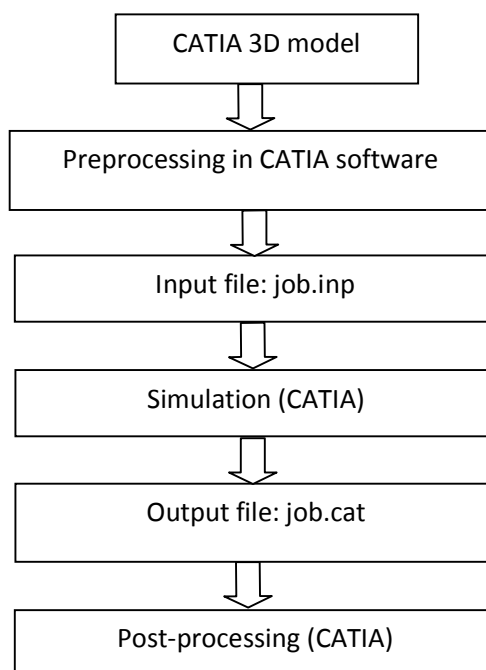 CATIA 3D model
Preprocessing in CATIA software
Input file: job.inp
Simulation (CATIA)
Output file: job.cat
Post-processing (CATIA)